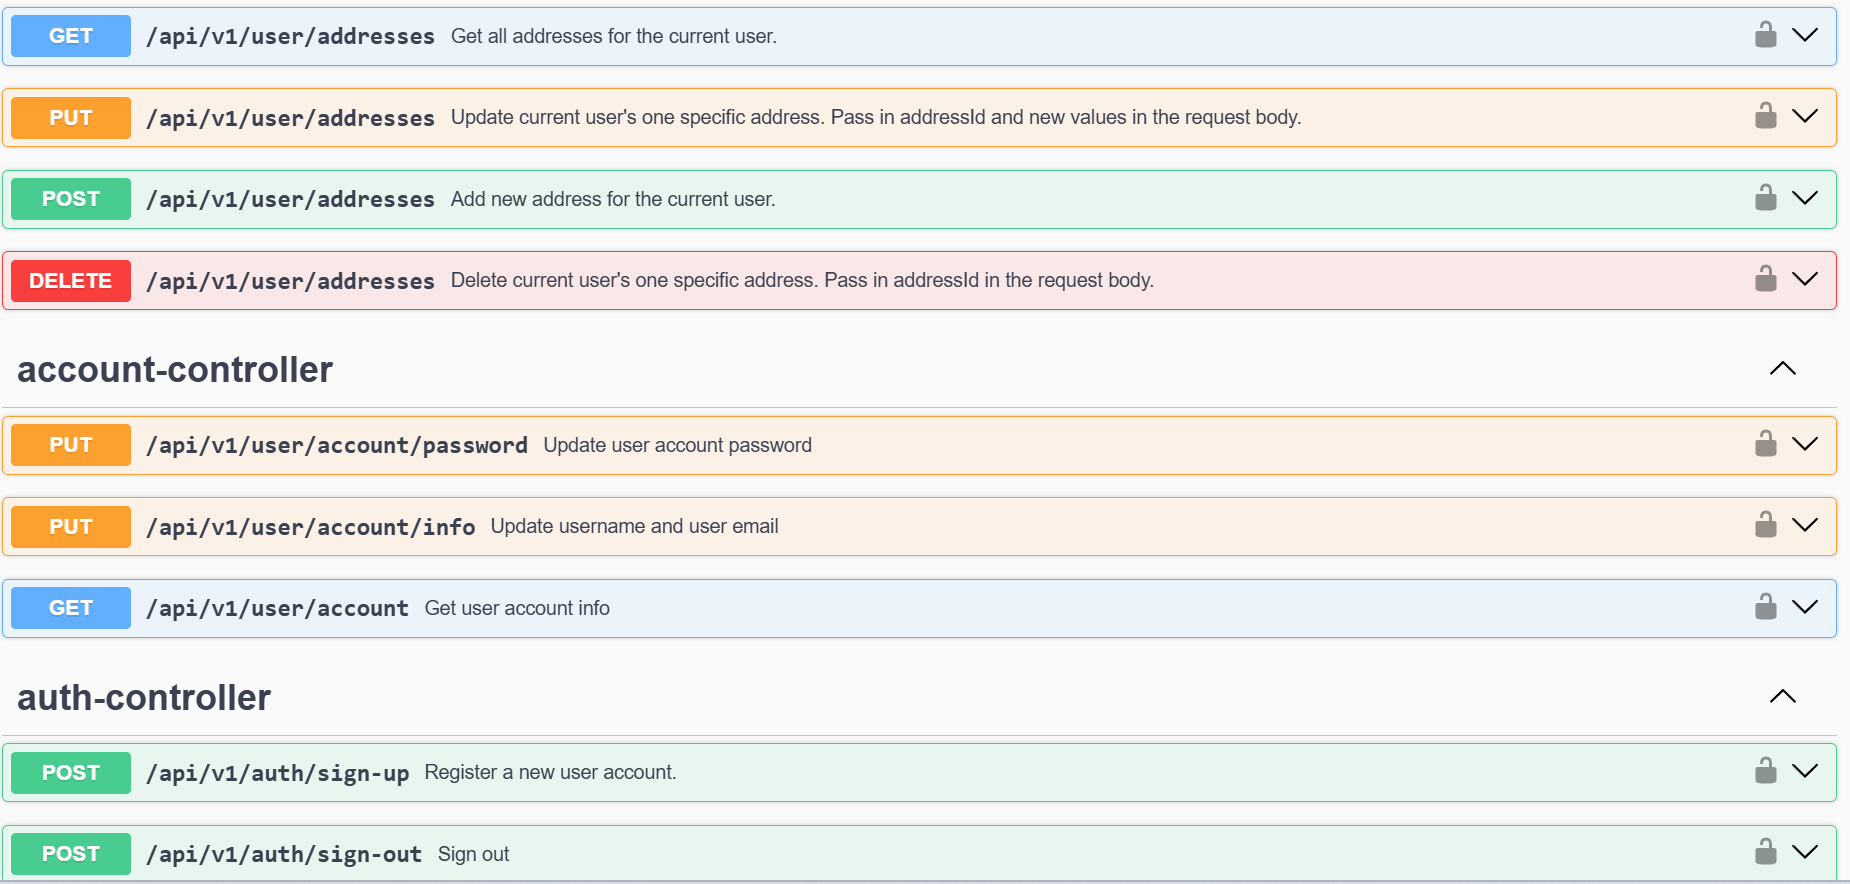 GET /api/v1/user/addresses Get all addresses for the current user.
PUT /api/v1/user/addresses Update current user's one specific address. Pass in addressId and new values in the request body.
POST /api/v1/user/addresses Add new address for the current user.
DELETE /api/v1/user/addresses Delete current user's one specific address. Pass in addressId in the request body.
account-controller
PUT /api/v1/user/account/password Update user account password
PUT /api/v1/user/account/info Update username and user email
GET /api/v1/user/account Get user account info
auth-controller
POST /api/v1/auth/sign-up Register a new user account.
POST /api/v1/auth/sign-out Sign out